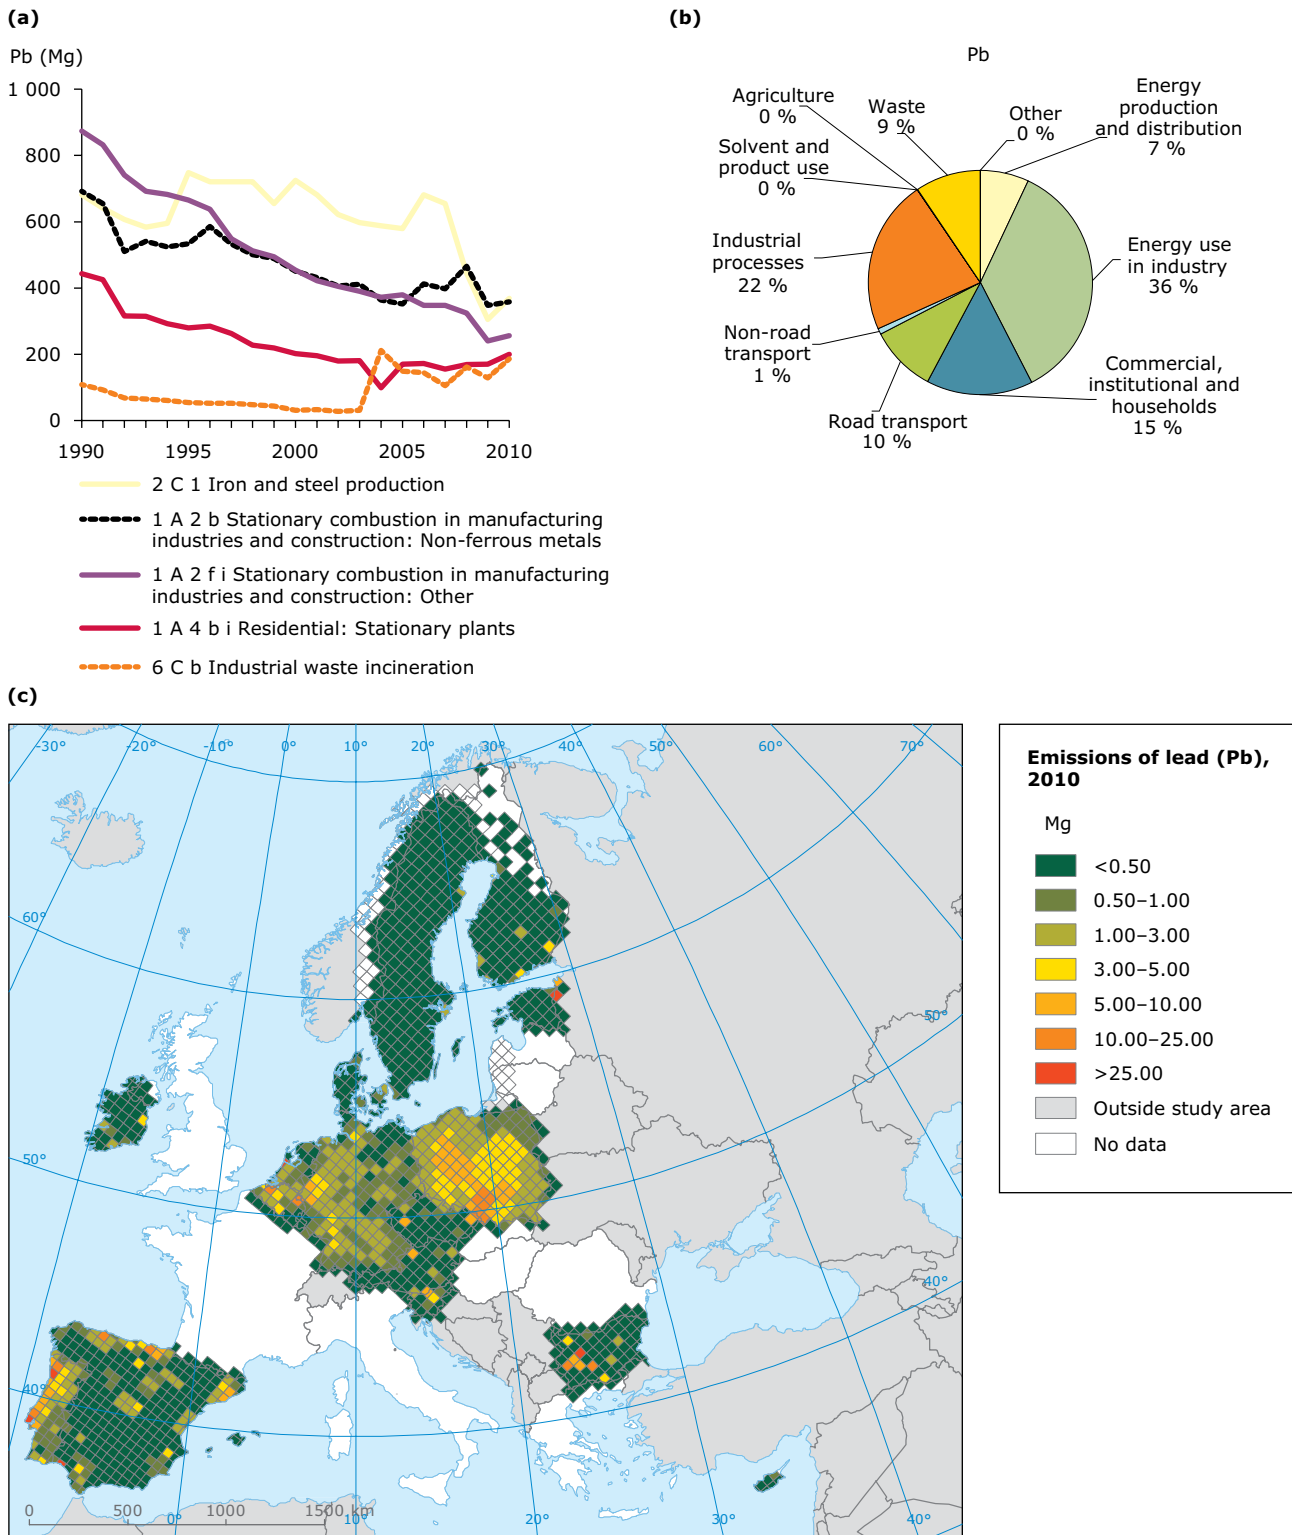 (a)
Pb (Mg)
1 000
800
600
400
200
0
1990
1995
2000
2005
2010
2 C 1 Iron and steel production
1 A 2 b Stationary combustion in manufacturing
industries and construction: Non-ferrous metals
1 A 2 f i Stationary combustion in manufacturing
industries and construction: Other
1 A 4 b i Residential: Stationary plants
6 C b Industrial waste incineration
(b)
Pb
Agriculture
0 %
Waste
9 %
Other
0 %
Energy
production
and distribution
7 %
Solvent and
product use
0 %
Industrial
processes
22 %
Energy use
in industry
36 %
Non-road
transport
1 %
Road transport
10 %
Commercial,
institutional and
households
15 %
(c)
-30°
-20°
-10°
0°
10°
20°
30°
40°
50°
60°
70°
60°
50°
50°
40°
40°
0
500
1000
1500 km
0°
10°
20°
30°
40°
Emissions of lead (Pb),
2010
Mg
<0.50
0.50–1.00
1.00–3.00
3.00–5.00
5.00–10.00
10.00–25.00
>25.00
Outside study area
No data